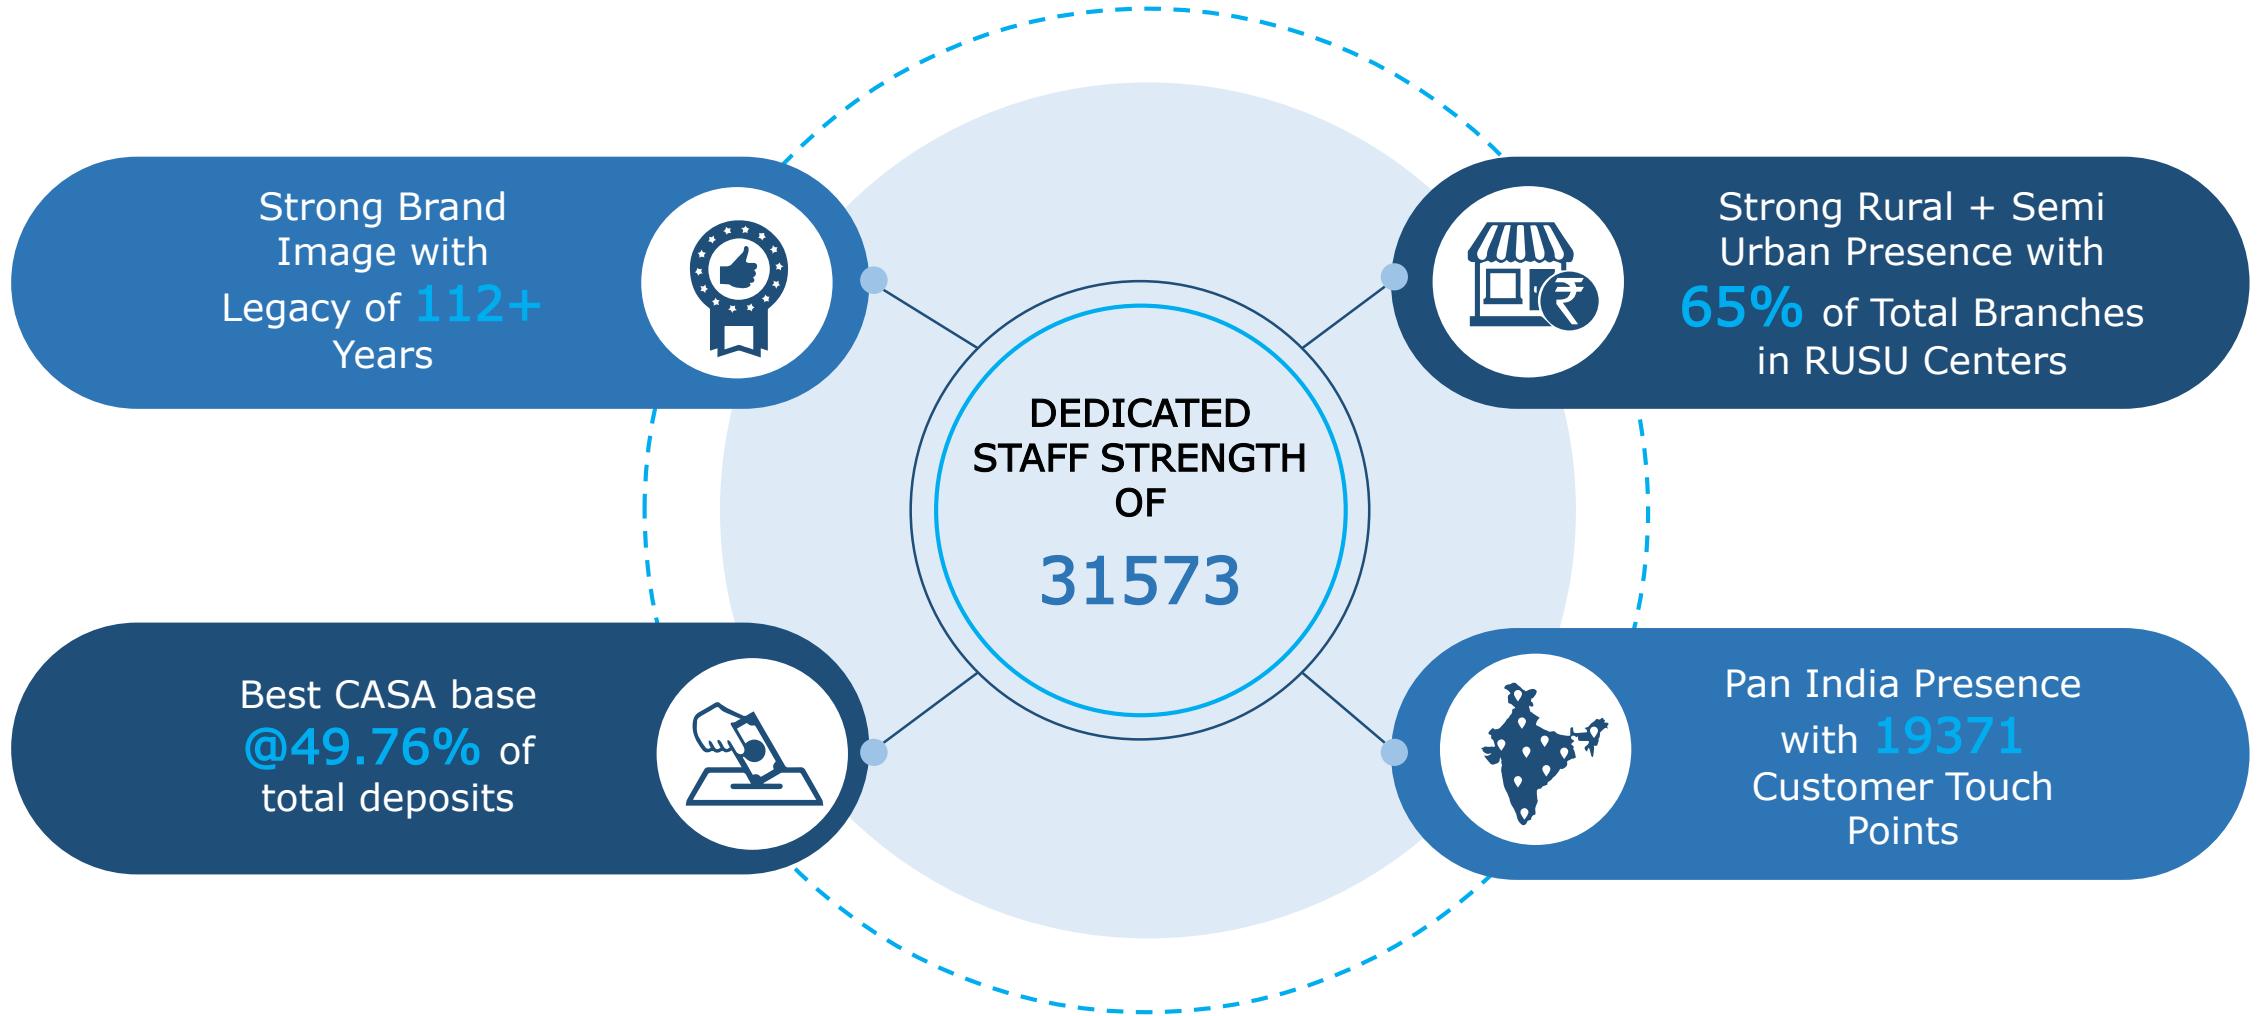 Strong Brand
Image with
Legacy of 112+
Years
Strong Rural + Semi
Urban Presence with
65% of Total Branches
in RUSU Centers
DEDICATED
STAFF STRENGTH
OF
31573
Best CASA base
@49.76% of
total deposits
Pan India Presence
with 19371
Customer Touch
Points